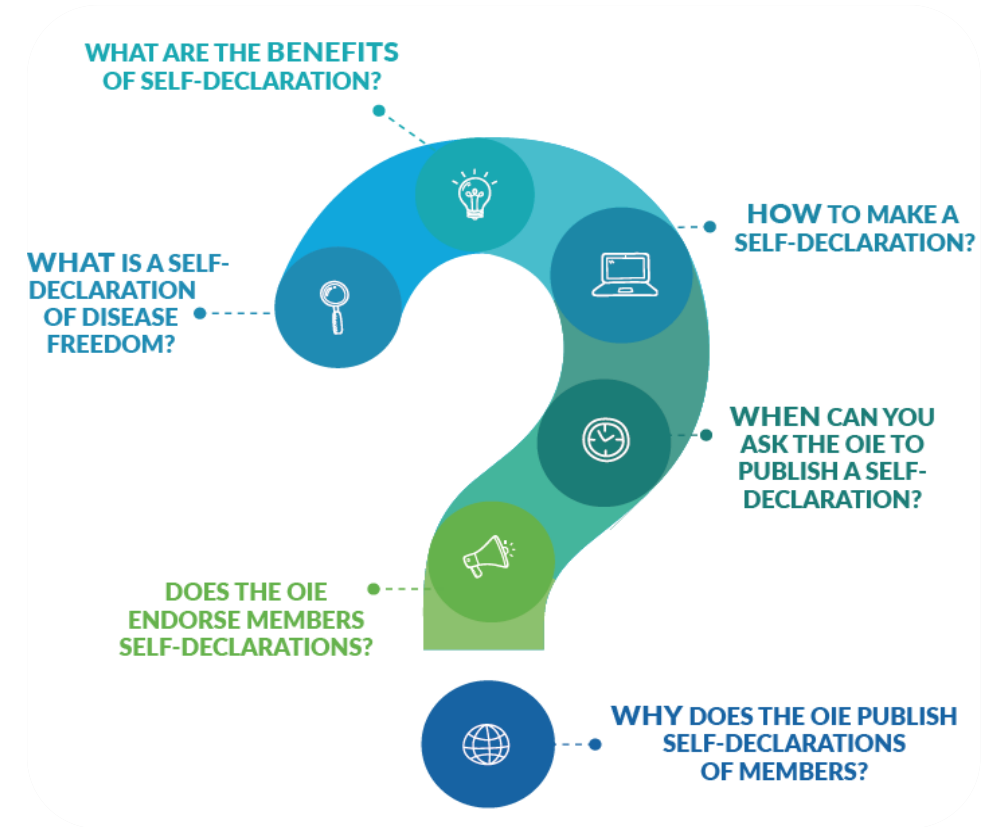 WHAT ARE THE BENEFITS
OF SELF-DECLARATION?
HOW TO MAKE A
SELF-DECLARATION?
WHAT IS A SELF-
DECLARATION
OF DISEASE
FREEDOM?
WHEN CAN YOU
ASK THE OIE TO
PUBLISH A SELF-
DECLARATION?
DOES THE OIE
ENDORSE MEMBERS
SELF-DECLARATIONS?
WHY DOES THE OIE PUBLISH
SELF-DECLARATIONS
OF MEMBERS?